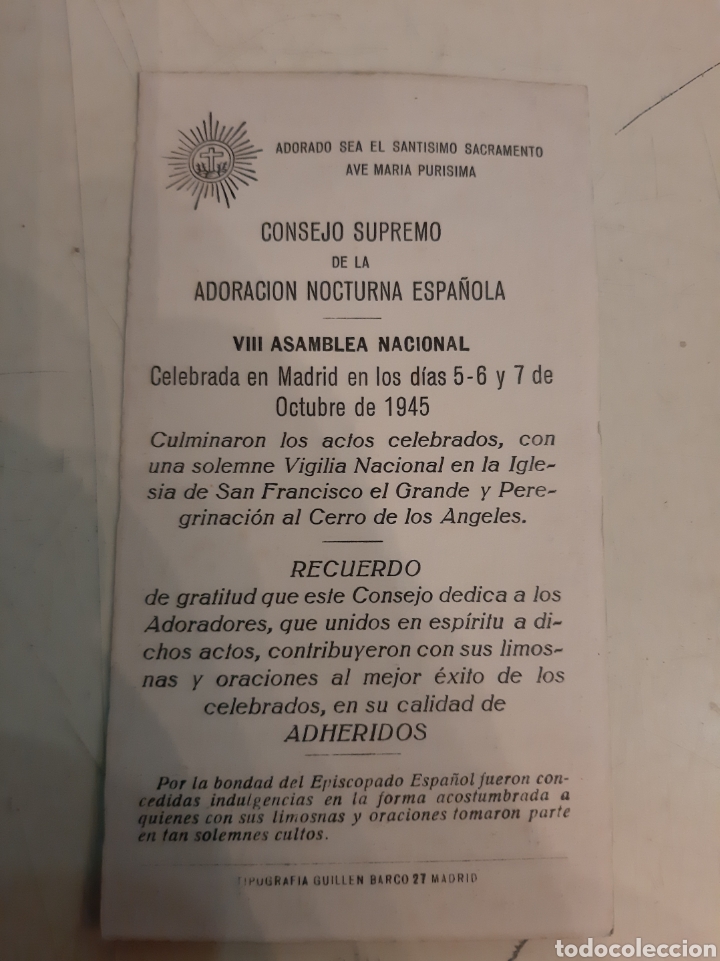 ADORADO SEA EL SANTISIMO SACRAMENTO
AVE MARIA PURISIMA
CONSEJO SUPREMO
DE LA
ADORACION NOCTURNA ESPAÑOLA
VIII ASAMBLEA NACIONAL
Celebrada en Madrid en los días 5-6 y 7 de
Octubre de 1945
Culminaron los actos celebrados, con
una solemne Vigilia Nacional en la Igle-
sia de San Francisco el Grande y Pere-
grinación al Cerro de los Angeles.
RECUERDO
de gratitud que este Consejo dedica a los
Adoradores, que unidos en espíritu a di-
chos actos, contribuyeron con sus limos-
nas y oraciones al mejor éxito de los
celebrados, en su calidad de
ADHERIDOS
Por la bondad del Episcopado Español fueron con-
cedidas indulgencias en la forma acostumbrada a
quienes con sus limosnas y oraciones tomaron parte
en tan solemnes cultos.
TIPOGRAFIA GUILLEN BARCO 27 MADRID
todocoleccion